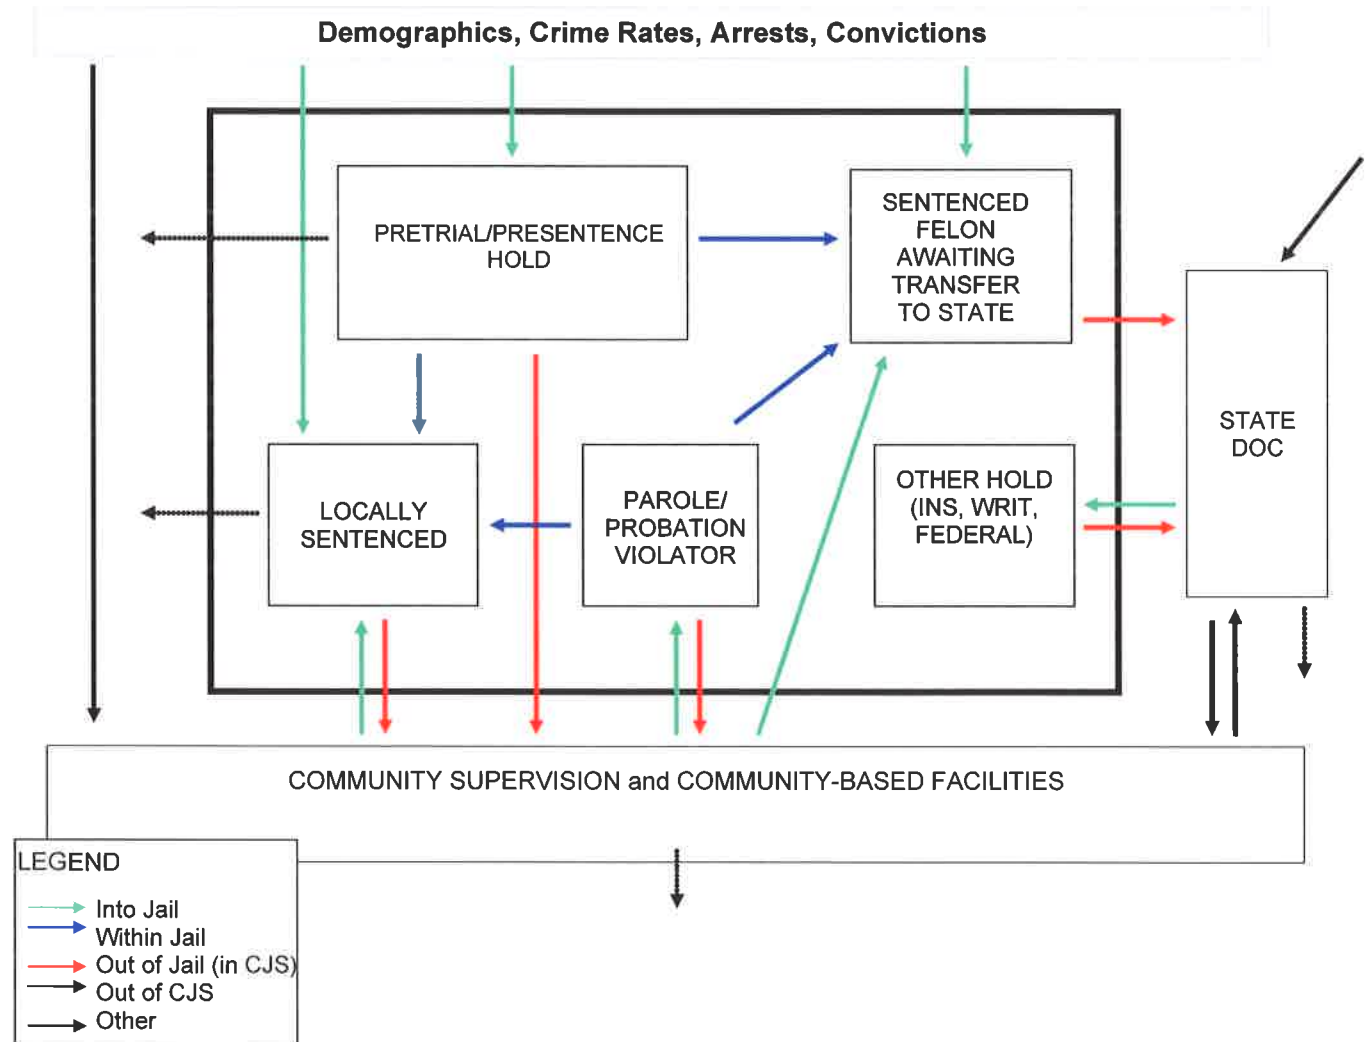 Demographics, Crime Rates, Arrests, Convictions
PRETRIAL/PRESENTENCE
HOLD
SENTENCED
FELON
AWAITING
TRANSFER
TO STATE
STATE
DOC
LOCALLY
SENTENCED
PAROLE/
PROBATION
VIOLATOR
OTHER HOLD
(INS, WRIT,
FEDERAL)
COMMUNITY SUPERVISION and COMMUNITY-BASED FACILITIES
LEGEND
Into Jail
Within Jail
Out of Jail (in CJS)
Out of CJS
Other